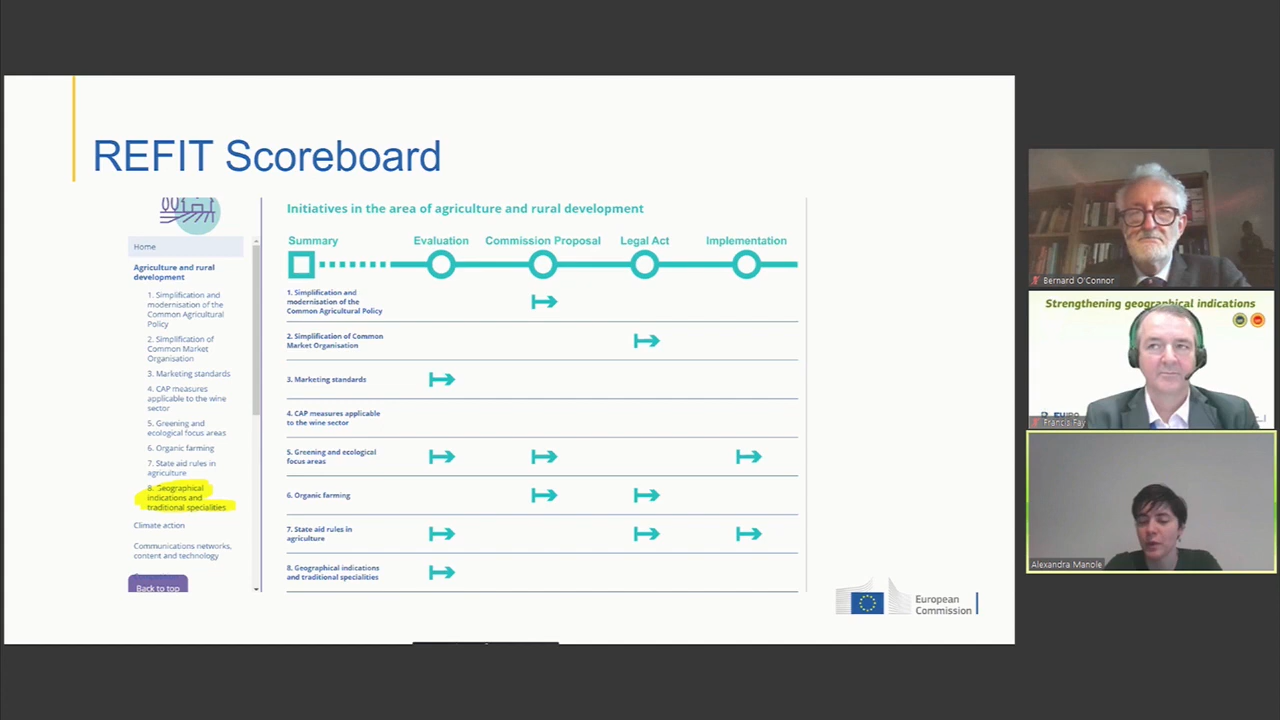 REFIT Scoreboard
Home
Agriculture and rural
development
1. Simplification and
modernisation of the
Common Agricultural
Policy
2. Simplification of
Common Market
Organisation
3. Marketing standards
4. CAP measures
applicable to the wine
sector
5. Greening and
ecological focus areas
6. Organic farming
7. State aid rules in
agriculture
8. Geographical
indications and
traditional specialities
Climate action
Communications networks,
content and technology
Back to top
Initiatives in the area of agriculture and rural development
Summary Evaluation Commission Proposal Legal Act Implementation
1. Simplification and
modernisation of the
Common Agricultural Policy
2. Simplification of Common
Market Organisation
3. Marketing standards
4. CAP measures applicable
to the wine sector
5. Greening and ecological
focus areas
6. Organic farming
7. State aid rules in
agriculture
8. Geographical indications
and traditional specialities
European
Commission
Bernard O'Connor
Strengthening geographical indications
Francis Fay
Alexandra Manole